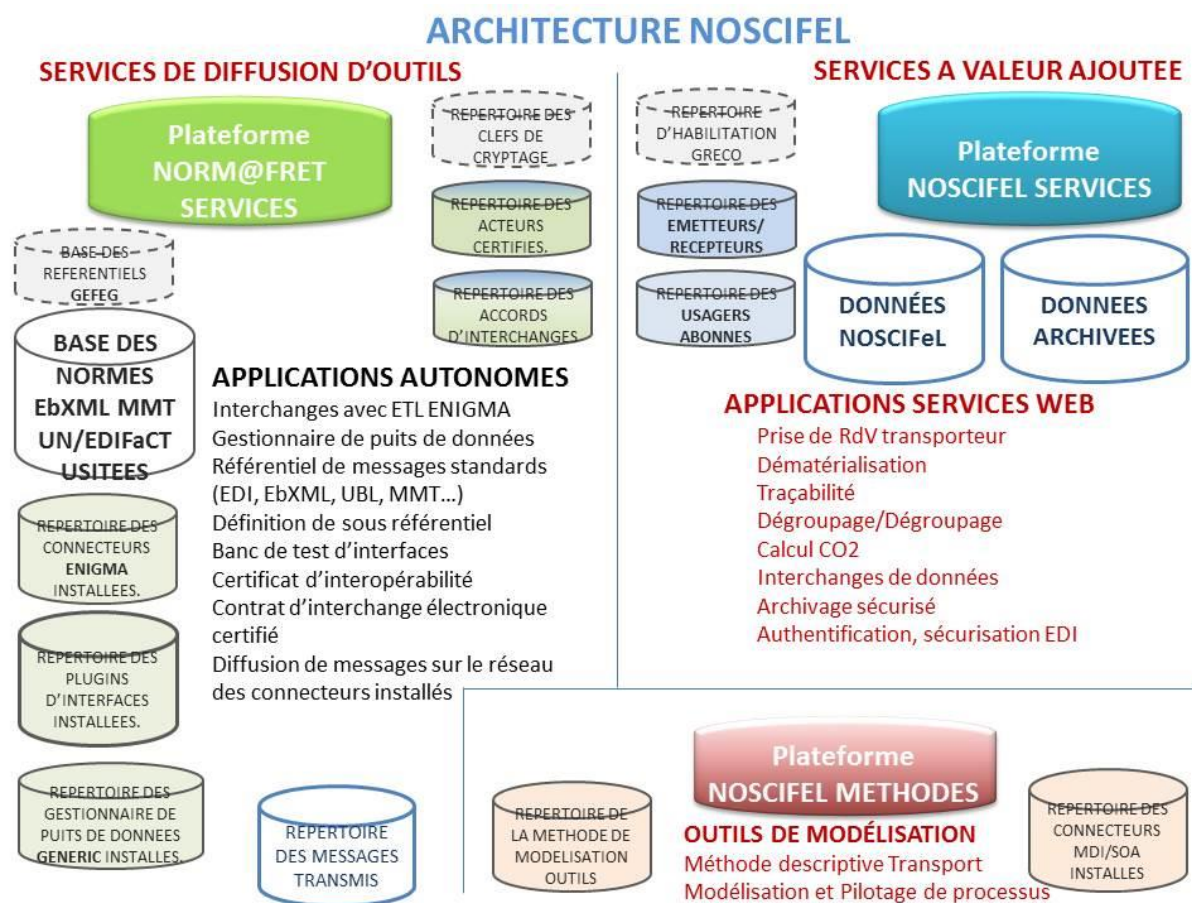 ARCHITECTURE NOSCIFEL
SERVICES DE DIFFUSION D'OUTILS
Plateforme
NORM@FRET
SERVICES
REPERTOIRE DES
CLEFS DE
CRYPTAGE
REPERTOIRE DES
ACTEURS
CERTIFIES.
REPERTOIRE DES
ACCORDS
D'INTERCHANGES
BASE DES
REFERENTIELS
GEFEG
BASE DES
NORMES
EbXML MMT
UN/EDIFaCT
USITEES
REPERTOIRE DES
CONNECTEURS
ENIGMA
INSTALLEES.
REPERTOIRE DES
PLUGINS
D'INTERFACES
INSTALLEES.
REPERTOIRE DES
GESTIONNAIRE DE
PUITS DE DONNEES
GENERIC INSTALLES.
APPLICATIONS AUTONOMES
Interchanges avec ETL ENIGMA
Gestionnaire de puits de données
Référentiel de messages standards
(EDI, EbXML, UBL, MMT...)
Définition de sous référentiel
Banc de test d'interfaces
Certificat d'interopérabilité
Contrat d'interchange électronique
certifié
Diffusion de messages sur le réseau
des connecteurs installés
REPERTOIRE
DES MESSAGES
TRANSMIS
SERVICES A VALEUR AJOUTEE
REPERTOIRE
D'HABILITATION
GRECO
REPERTOIRE DES
EMETTEURS/
RECEPTEURS
REPERTOIRE DES
USAGERS
ABONNES
Plateforme
NOSCIFEL SERVICES
DONNÉES
NOSCIFeL
DONNEES
ARCHIVEES
APPLICATIONS SERVICES WEB
Prise de RdV transporteur
Dématérialisation
Traçabilité
Dégroupage/Dégroupage
Calcul CO2
Interchanges de données
Archivage sécurisé
Authentification, sécurisation EDI
Plateforme
NOSCIFEL METHODES
REPERTOIRE DE
LA METHODE DE
MODELISATION
OUTILS
OUTILS DE MODÉLISATION
Méthode descriptive Transport
Modélisation et Pilotage de processus
REPERTOIRE DES
CONNECTEURS
MDI/SOA
INSTALLES